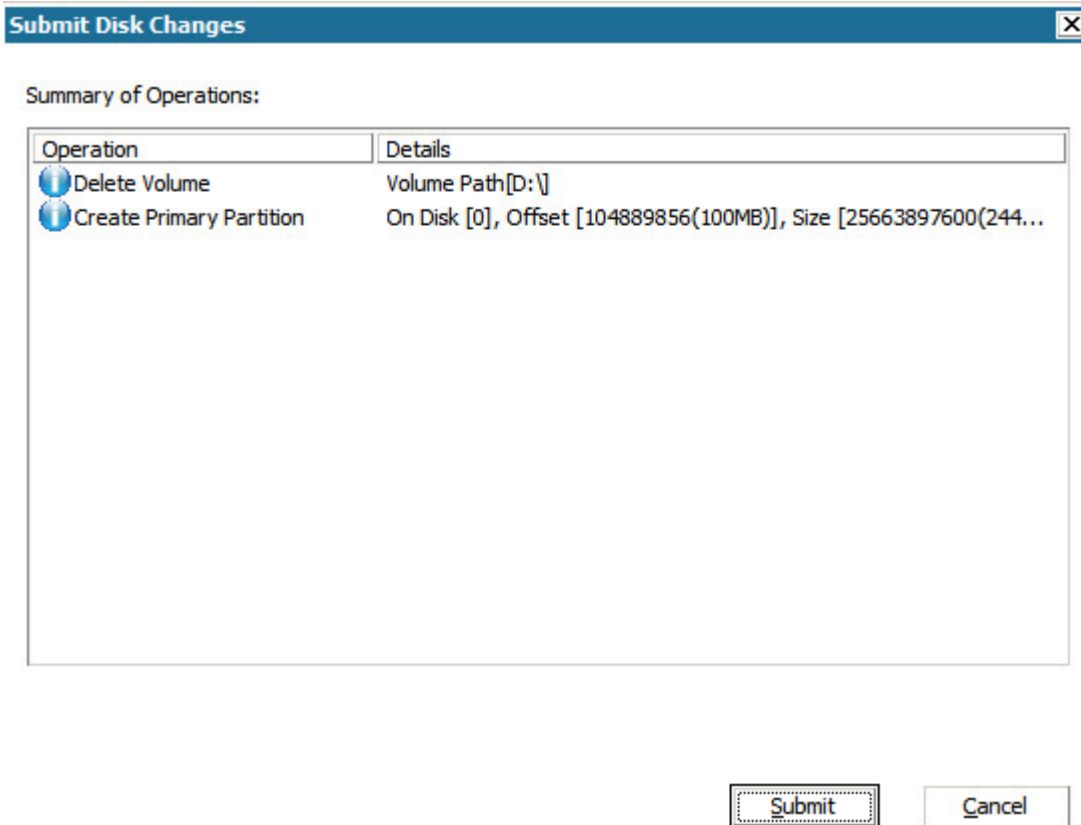 Submit Disk Changes
Summary of Operations:
Operation Details
Delete Volume Volume Path[D:\]
Create Primary Partition On Disk [0], Offset [104889856(100MB)], Size [25663897600(244...
Submit Cancel